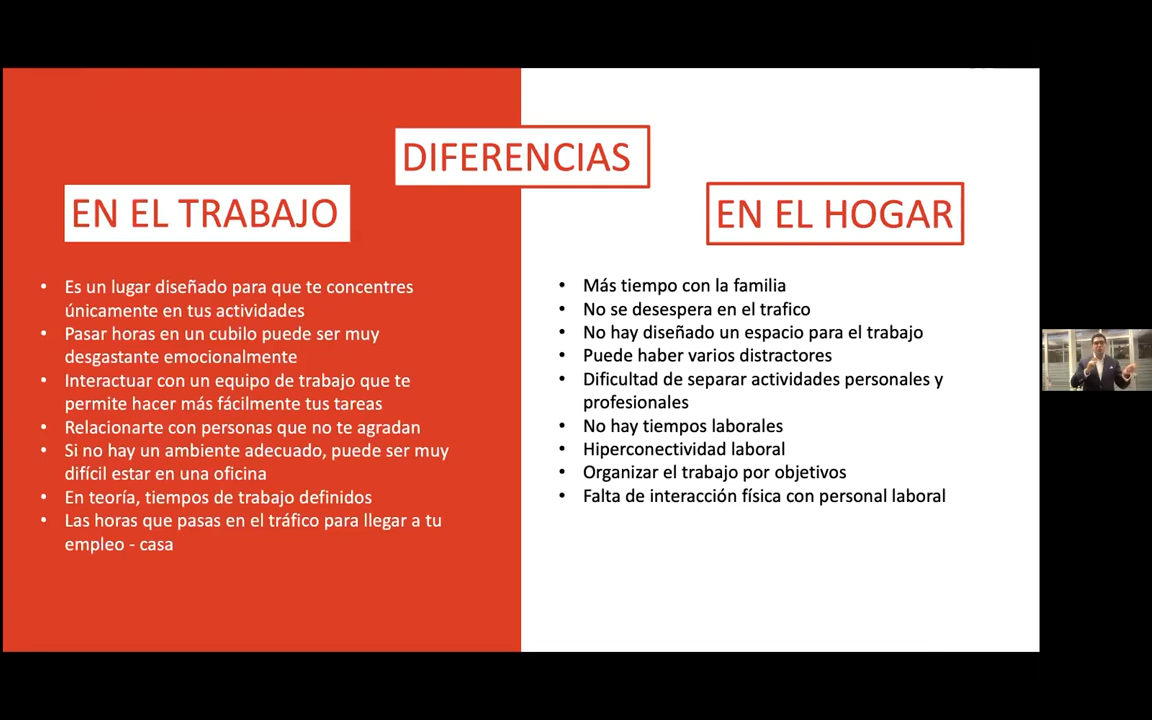 DIFERENCIAS
EN EL TRABAJO
• Es un lugar diseñado para que te concentres
únicamente en tus actividades
• Pasar horas en un cubilo puede ser muy
desgastante emocionalmente
• Interactuar con un equipo de trabajo que te
permite hacer más fácilmente tus tareas
• Relacionarte con personas que no te agradan
• Si no hay un ambiente adecuado, puede ser muy
difícil estar en una oficina
• En teoría, tiempos de trabajo definidos
• Las horas que pasas en el tráfico para llegar a tu
empleo - casa
EN EL HOGAR
• Más tiempo con la familia
• No se desespera en el trafico
• No hay diseñado un espacio para el trabajo
• Puede haber varios distractores
• Dificultad de separar actividades personales y
profesionales
• No hay tiempos laborales
• Hiperconectividad laboral
• Organizar el trabajo por objetivos
• Falta de interacción física con personal laboral